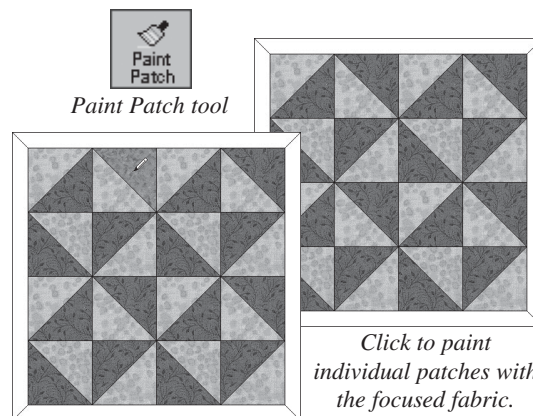 Paint
Patch
Paint Patch tool
Click to paint
individual patches with
the focused fabric.